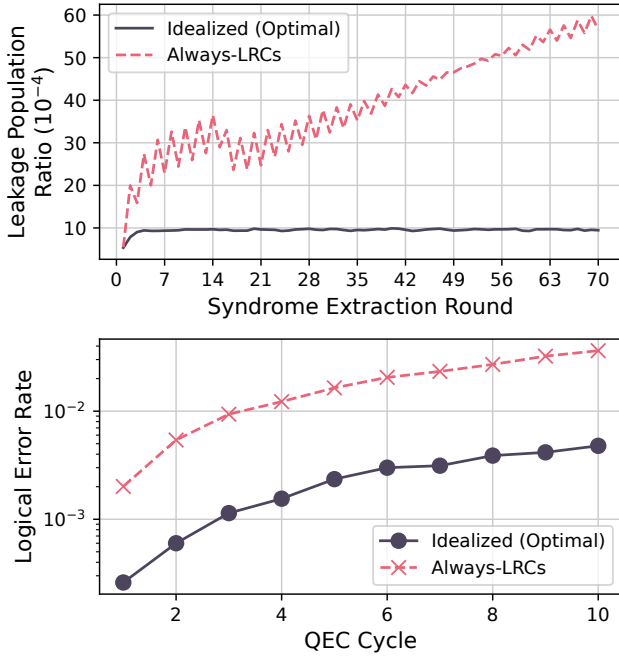 60
50
40
30
20
10
Leakage Population
Ratio (10⁻⁴)
Idealized (Optimal)
Always-LRCs
0 7 14 21 28 35 42 49 56 63 70
Syndrome Extraction Round
10⁻²
10⁻³
Logical Error Rate
Idealized (Optimal)
Always-LRCs
2 4 6 8 10
QEC Cycle